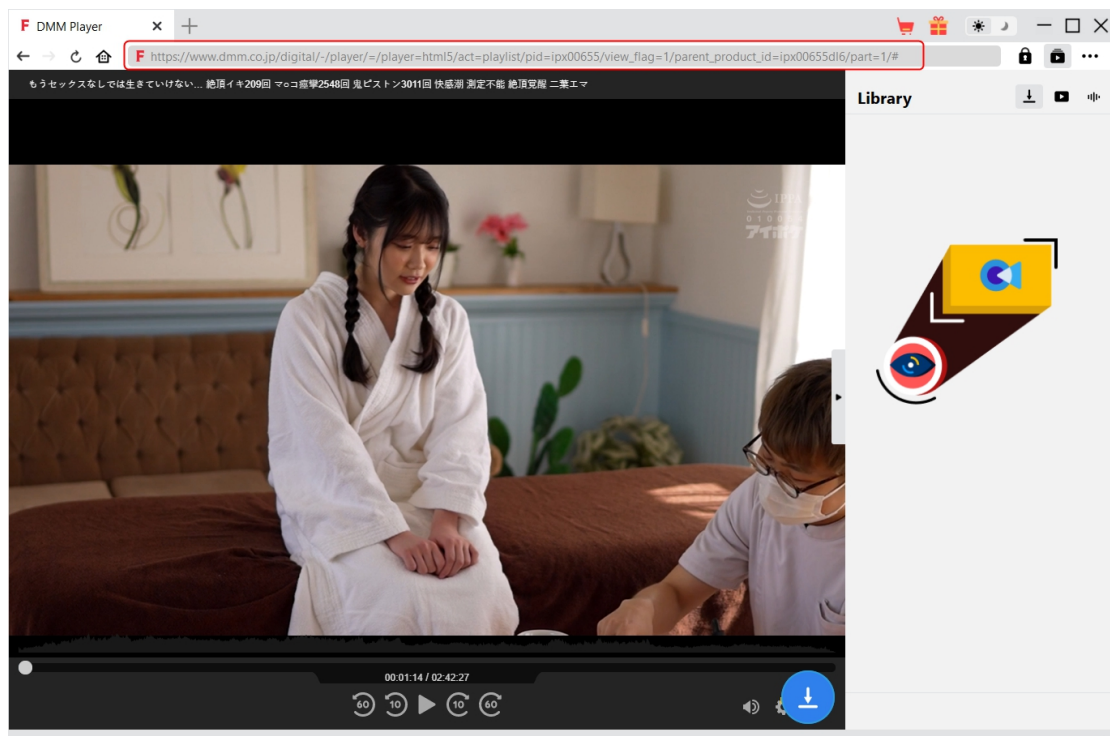 F DMM Player
F https://www.dmm.co.jp/digital/-/player/=/player=html5/act=playlist/pid=ipx00655/view_flag=1/parent_product_id=ipx00655dl6/part=1/#
もうセックスなしでは生きていけない... 絶頂イキ209回 マ○コ痙攣2548回 鬼ピストン3011回 快感潮 測定不能 絶頂覚醒 二葉エマ
Library
アイポケ
00:01:14 / 02:42:27
60 10 10 60